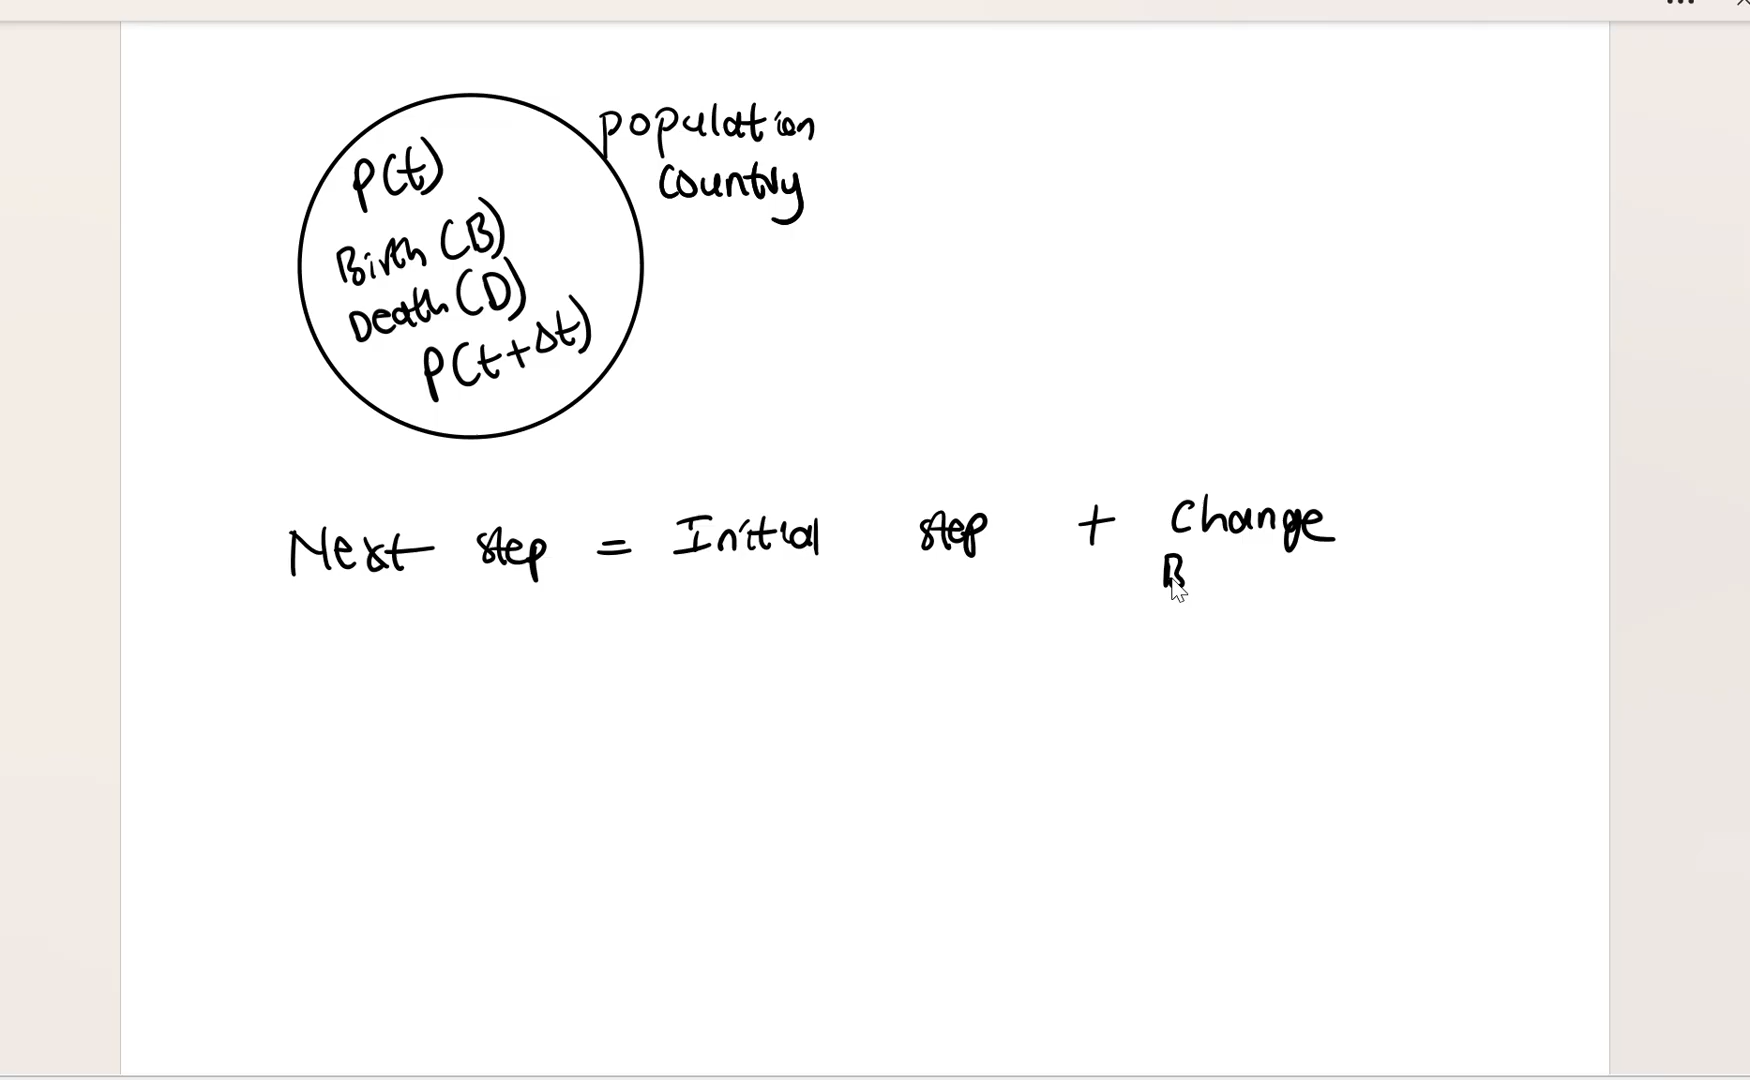 P(t)
Birth (B)
Death (D)
P(t+Δt)
population
country
Next step = Initial step + Change
B